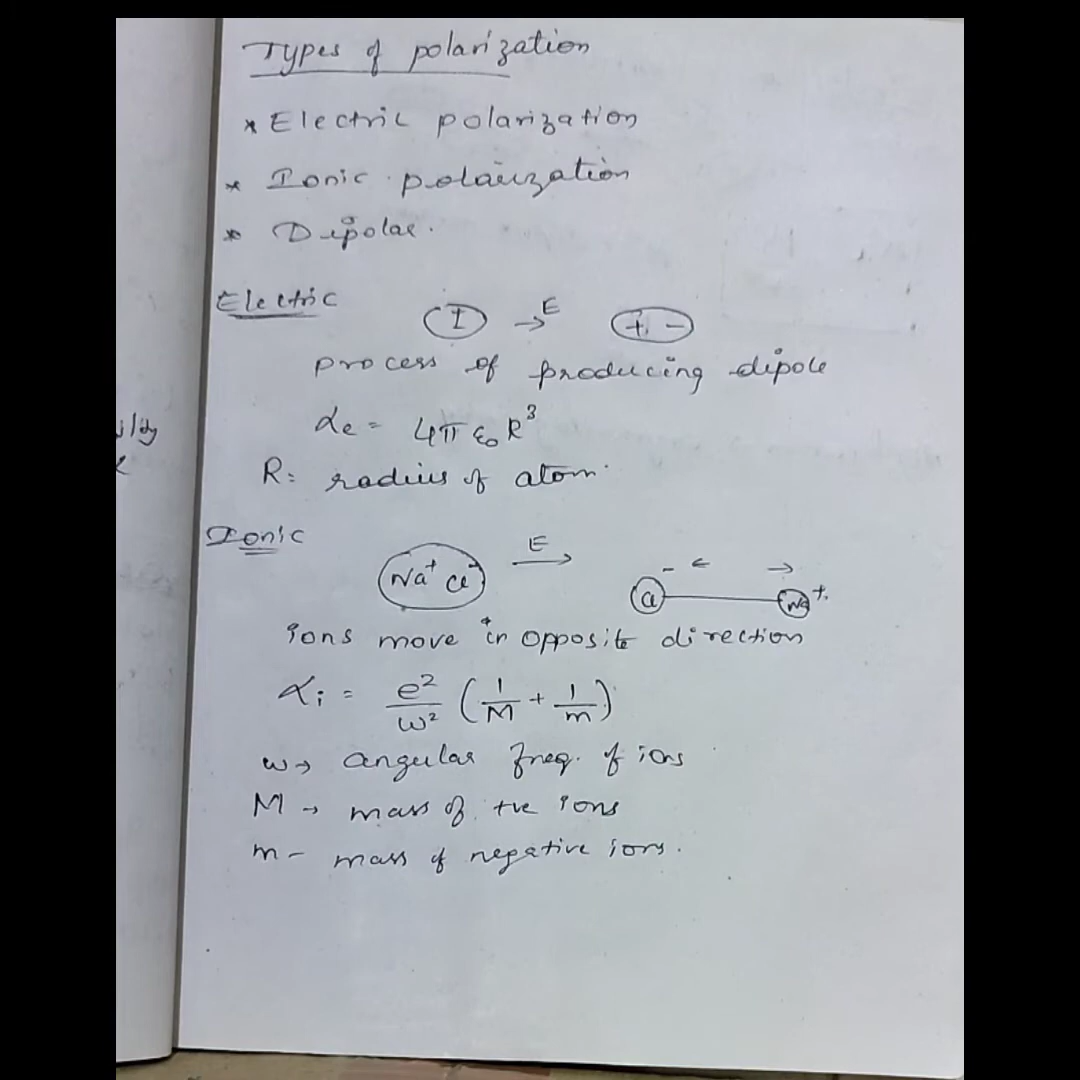 Types of polarization
* Electric polarization
* Ionic polarization
* Dipolar.
Electric
I → E + -
process of producing dipole
αe = 4π ε₀ R³
R = radius of atom.
Ionic
Na⁺ Cl⁻ E → Cl - ← → Na +
ions move in opposite direction
αi = e²/w² (1/M + 1/m)
w → angular freq. of ions
M → mass of +ve ions
m - mass of negative ions.